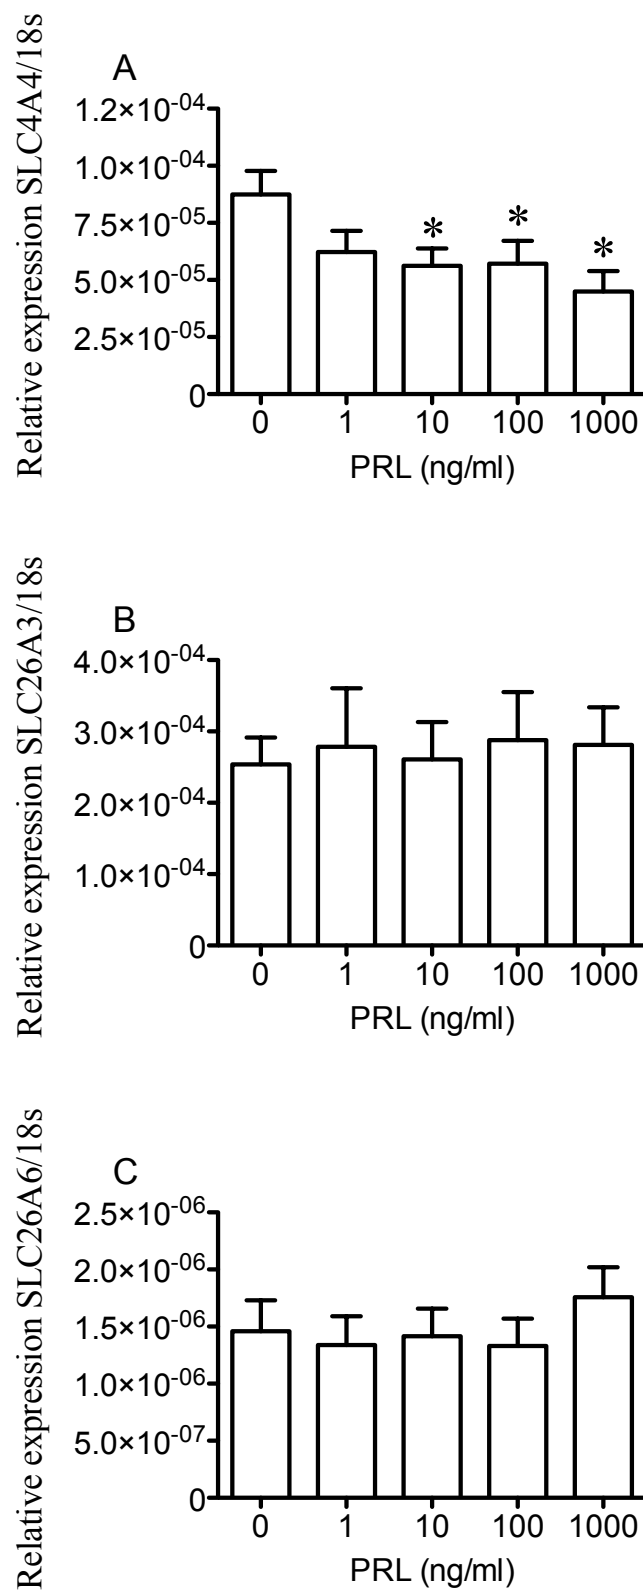 A
Relative expression SLC4A4/18s
1.2×10-04
1.0×10-04
7.5×10-05
5.0×10-05
2.5×10-05
0
* * *
0 1 10 100 1000
PRL (ng/ml)
B
Relative expression SLC26A3/18s
4.0×10-04
3.0×10-04
2.0×10-04
1.0×10-04
0
0 1 10 100 1000
PRL (ng/ml)
C
Relative expression SLC26A6/18s
2.5×10-06
2.0×10-06
1.5×10-06
1.0×10-06
5.0×10-07
0
0 1 10 100 1000
PRL (ng/ml)